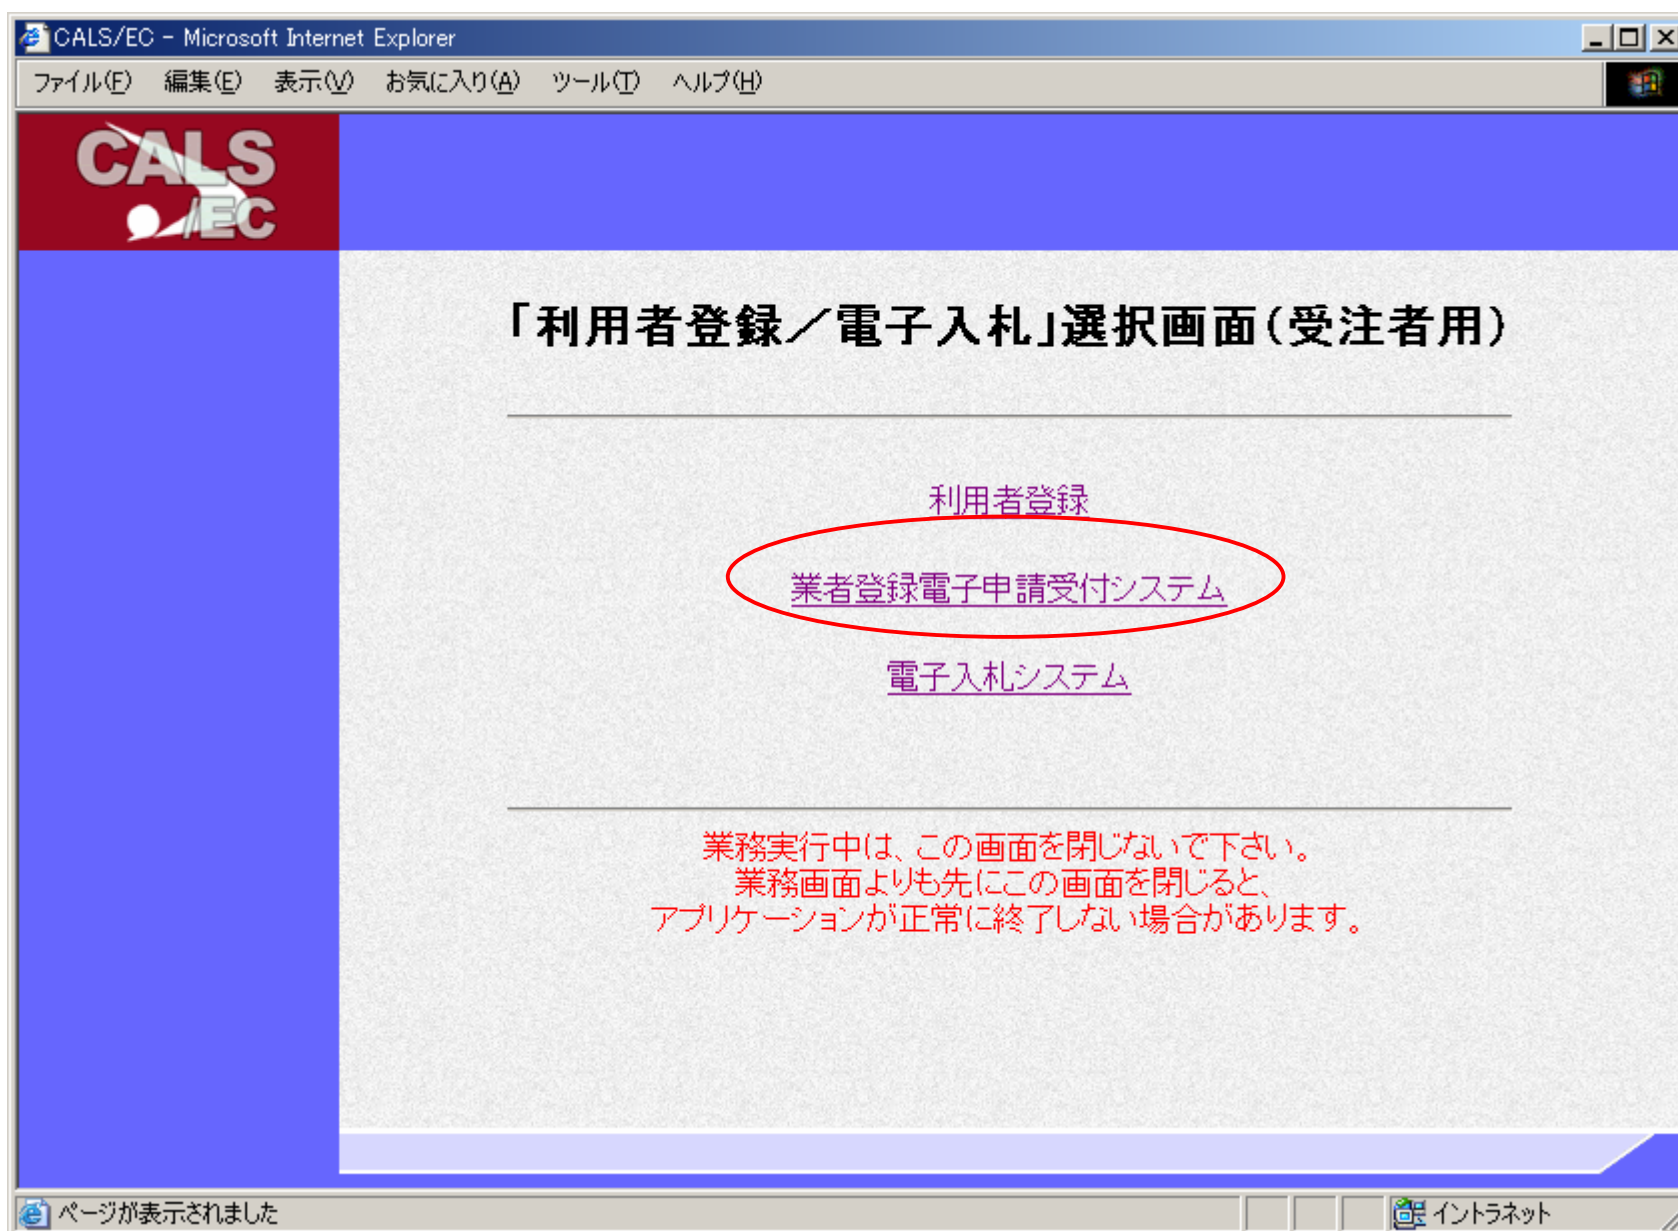 CALS/EC - Microsoft Internet Explorer
ファイル(F) 編集(E) 表示(V) お気に入り(A) ツール(T) ヘルプ(H)
CALS
/EC
「利用者登録／電子入札」選択画面(受注者用)
利用者登録
業者登録電子申請受付システム
電子入札システム
業務実行中は、この画面を閉じないで下さい。
業務画面よりも先にこの画面を閉じると、
アプリケーションが正常に終了しない場合があります。
ページが表示されました
イントラネット